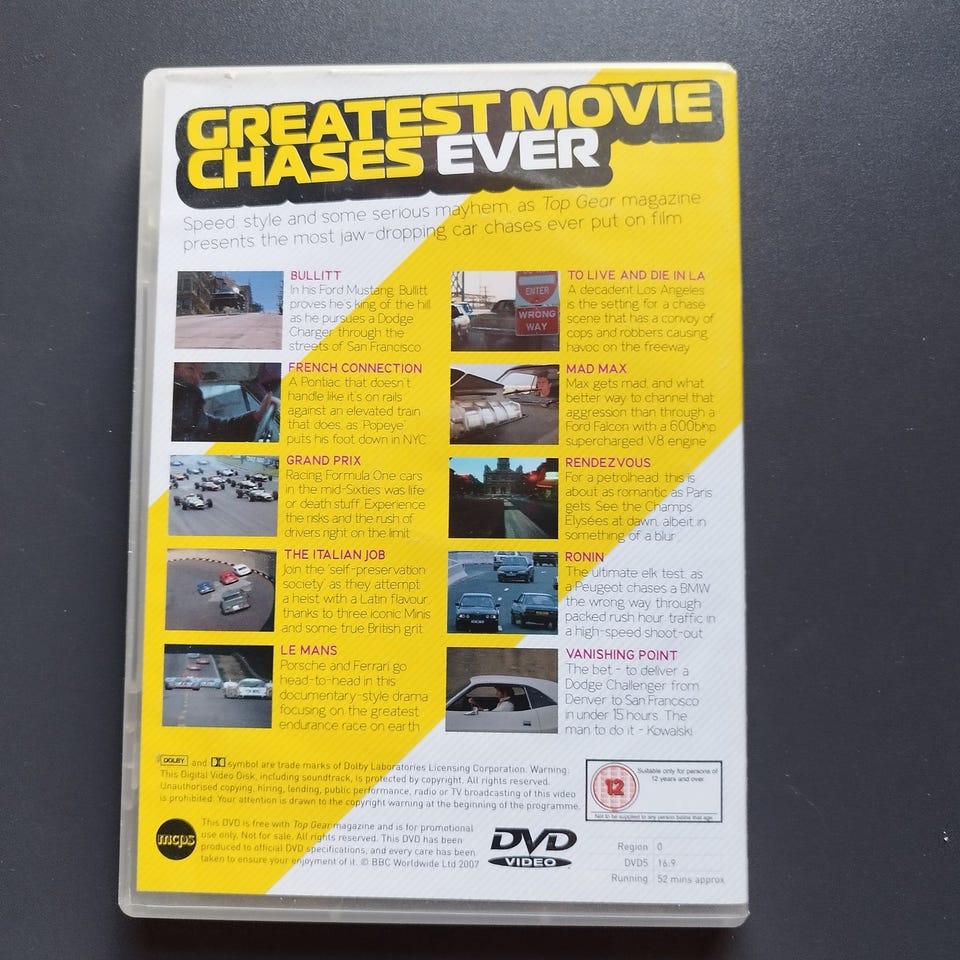 GREATEST MOVIE
CHASES EVER
Speed, style and some serious mayhem, as Top Gear magazine
presents the most jaw-dropping car chases ever put on film
BULLITT
In his Ford Mustang, Bullitt
proves he's king of the hill
as he pursues a Dodge
Charger through the
streets of San Francisco
FRENCH CONNECTION
A Pontiac that doesn't
handle like it's on rails
against an elevated train
that does, as 'Popeye'
puts his foot down in NYC
GRAND PRIX
Racing Formula One cars
in the mid-Sixties was life
or death stuff. Experience
the risks and the rush of
drivers right on the limit
THE ITALIAN JOB
Join the 'self-preservation
society' as they attempt
a heist with a Latin flavour,
thanks to three iconic Minis
and some true British grit
LE MANS
Porsche and Ferrari go
head-to-head in this
documentary-style drama
focusing on the greatest
endurance race on earth
TO LIVE AND DIE IN LA
A decadent Los Angeles
is the setting for a chase
scene that has a convoy of
cops and robbers causing
havoc on the freeway
ENTER
WRONG
WAY
MAD MAX
Max gets mad, and what
better way to channel that
aggression than through a
Ford Falcon with a 600bhp
supercharged V8 engine
RENDEZVOUS
For a petrolhead, this is
about as romantic as Paris
gets. See the Champs
Elysées at dawn, albeit in
something of a blur
RONIN
The ultimate elk test, as
a Peugeot chases a BMW
the wrong way through
packed rush hour traffic in
a high-speed shoot-out
VANISHING POINT
The bet - to deliver a
Dodge Challenger from
Denver to San Francisco
in under 15 hours. The
man to do it - Kowalski
DOLBY and symbol are trade marks of Dolby Laboratories Licensing Corporation. Warning:
This Digital Video Disk, including soundtrack, is protected by copyright. All rights reserved.
Unauthorised copying, hiring, lending, public performance, radio or TV broadcasting of this video
is prohibited. Your attention is drawn to the copyright warning at the beginning of the programme.
12
Suitable only for persons of
12 years and over
Not to be supplied to any person below that age
mcps
This DVD is free with Top Gear magazine and is for promotional
use only. Not for sale. All rights reserved. This DVD has been
produced to official DVD specifications, and every care has been
taken to ensure your enjoyment of it. © BBC Worldwide Ltd 2007
DVD
VIDEO
Region 0
DVD5 16:9
Running 52 mins approx